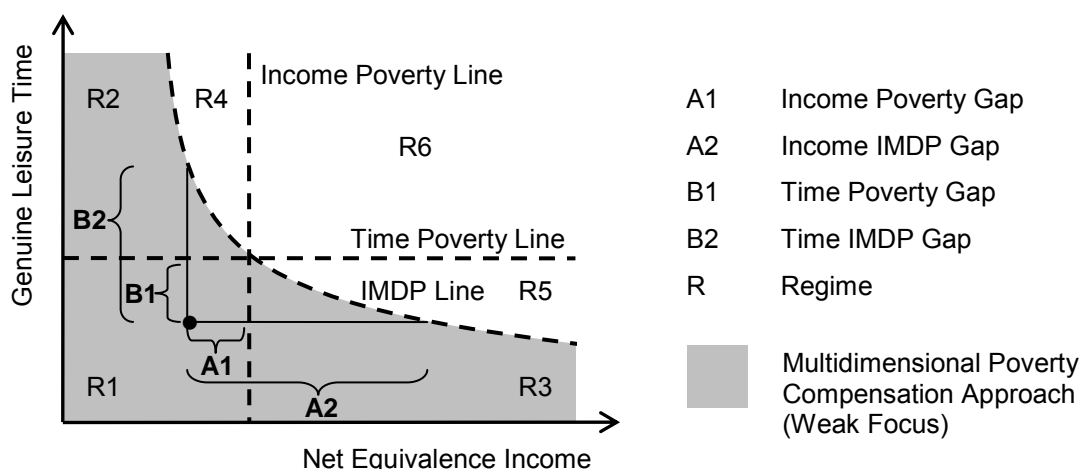 Genuine Leisure Time
R2
R4
Income Poverty Line
R6
B2
Time Poverty Line
B1
IMDP Line
R5
A1
R1
A2
R3
Net Equivalence Income
A1 Income Poverty Gap
A2 Income IMDP Gap
B1 Time Poverty Gap
B2 Time IMDP Gap
R Regime
Multidimensional Poverty
Compensation Approach
(Weak Focus)